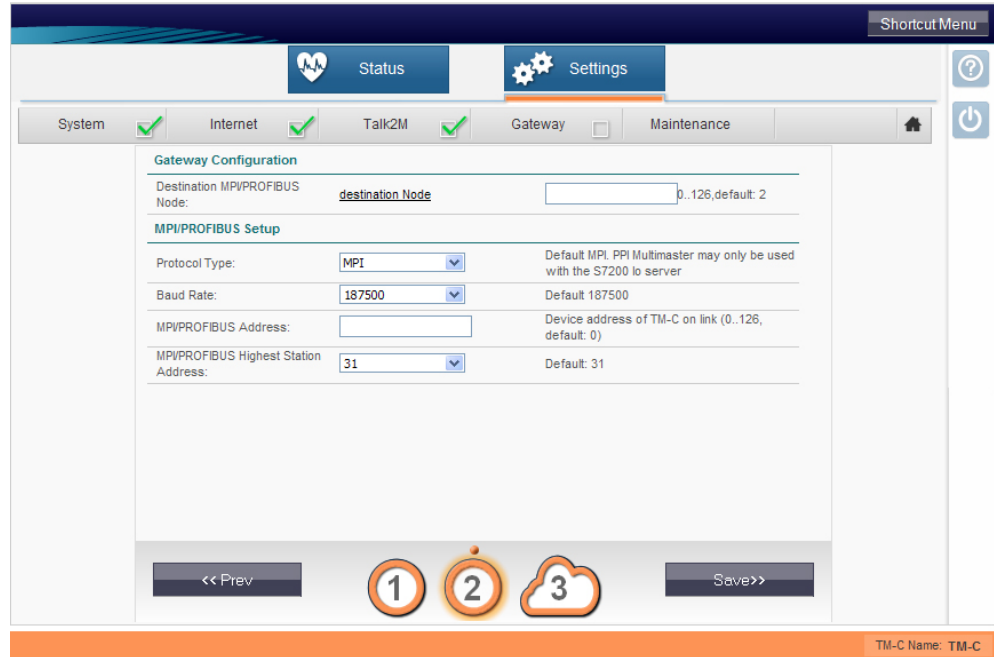 Shortcut Menu
Status
Settings
System
Internet
Talk2M
Gateway
Maintenance
Gateway Configuration
Destination MPI/PROFIBUS
Node:
destination Node
0..126,default: 2
MPI/PROFIBUS Setup
Protocol Type:
MPI
Default MPI. PPI Multimaster may only be used
with the S7200 Io server
Baud Rate:
187500
Default 187500
MPI/PROFIBUS Address:
Device address of TM-C on link (0..126,
default: 0)
MPI/PROFIBUS Highest Station
Address:
31
Default: 31
<< Prev
1
2
3
Save>>
TM-C Name: TM-C